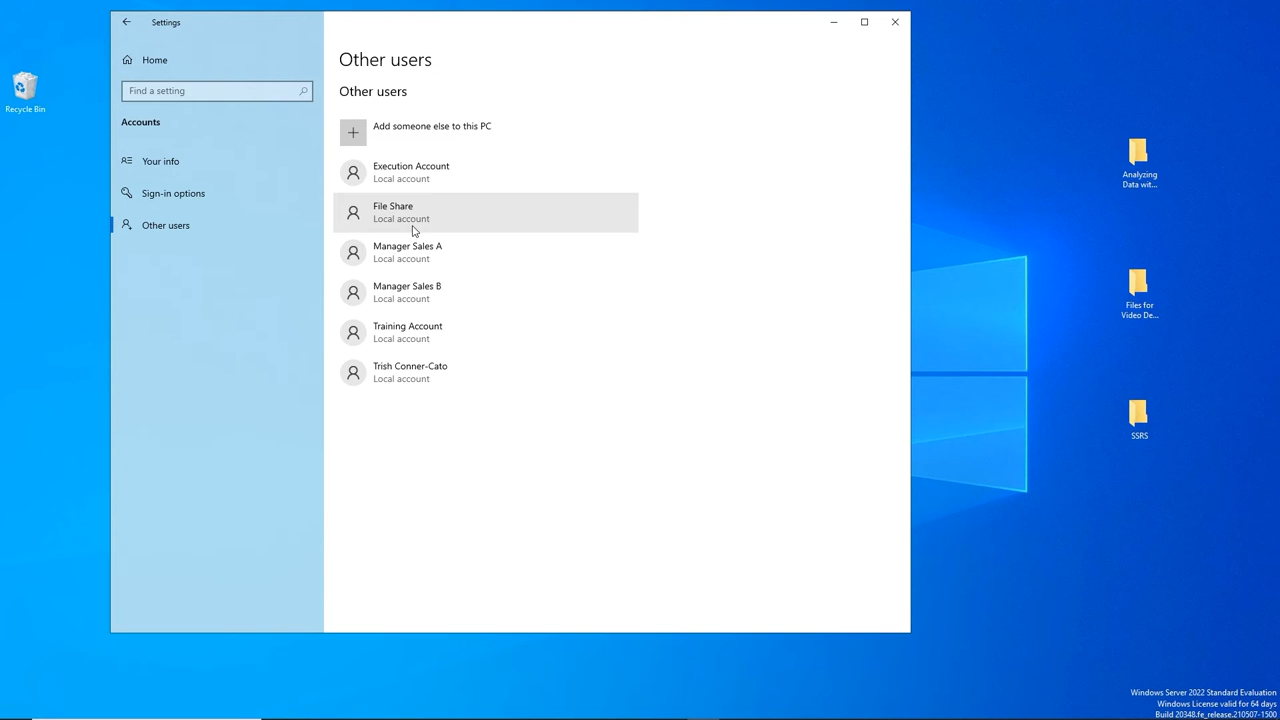 Settings
Home
Find a setting
Accounts
Your info
Sign-in options
Other users
Other users
Other users
Add someone else to this PC
Execution Account
Local account
File Share
Local account
Manager Sales A
Local account
Manager Sales B
Local account
Training Account
Local account
Trish Conner-Cato
Local account
Recycle Bin
Analyzing
Data wit...
Files for
Video De...
SSRS
Windows Server 2022 Standard Evaluation
Windows License valid for 64 days
Build 20348.fe_release.210507-1500